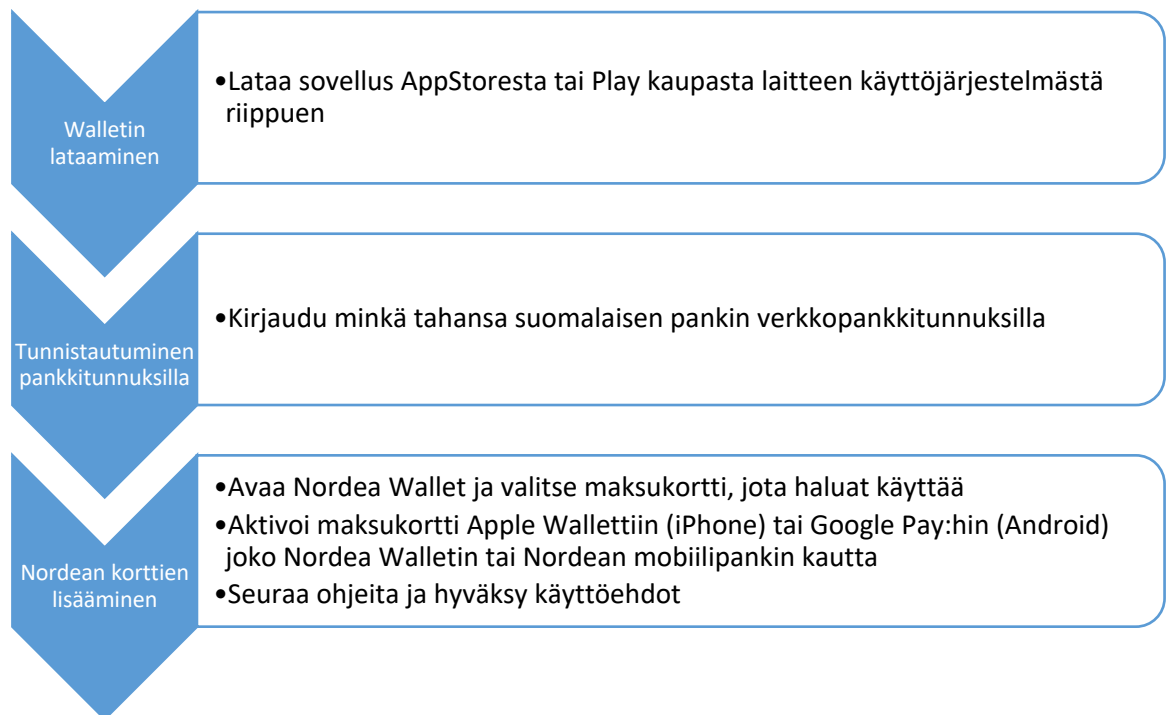 Walletin
lataaminen
•Lataa sovellus AppStoresta tai Play kaupasta laitteen käyttöjärjestelmästä
riippuen
Tunnistautuminen
pankkitunnuksilla
•Kirjaudu minkä tahansa suomalaisen pankin verkkopankkitunnuksilla
Nordean korttien
lisääminen
•Avaa Nordea Wallet ja valitse maksukortti, jota haluat käyttää
•Aktivoi maksukortti Apple Wallettiin (iPhone) tai Google Pay:hin (Android)
joko Nordea Walletin tai Nordean mobiilipankin kautta
•Seuraa ohjeita ja hyväksy käyttöehdot